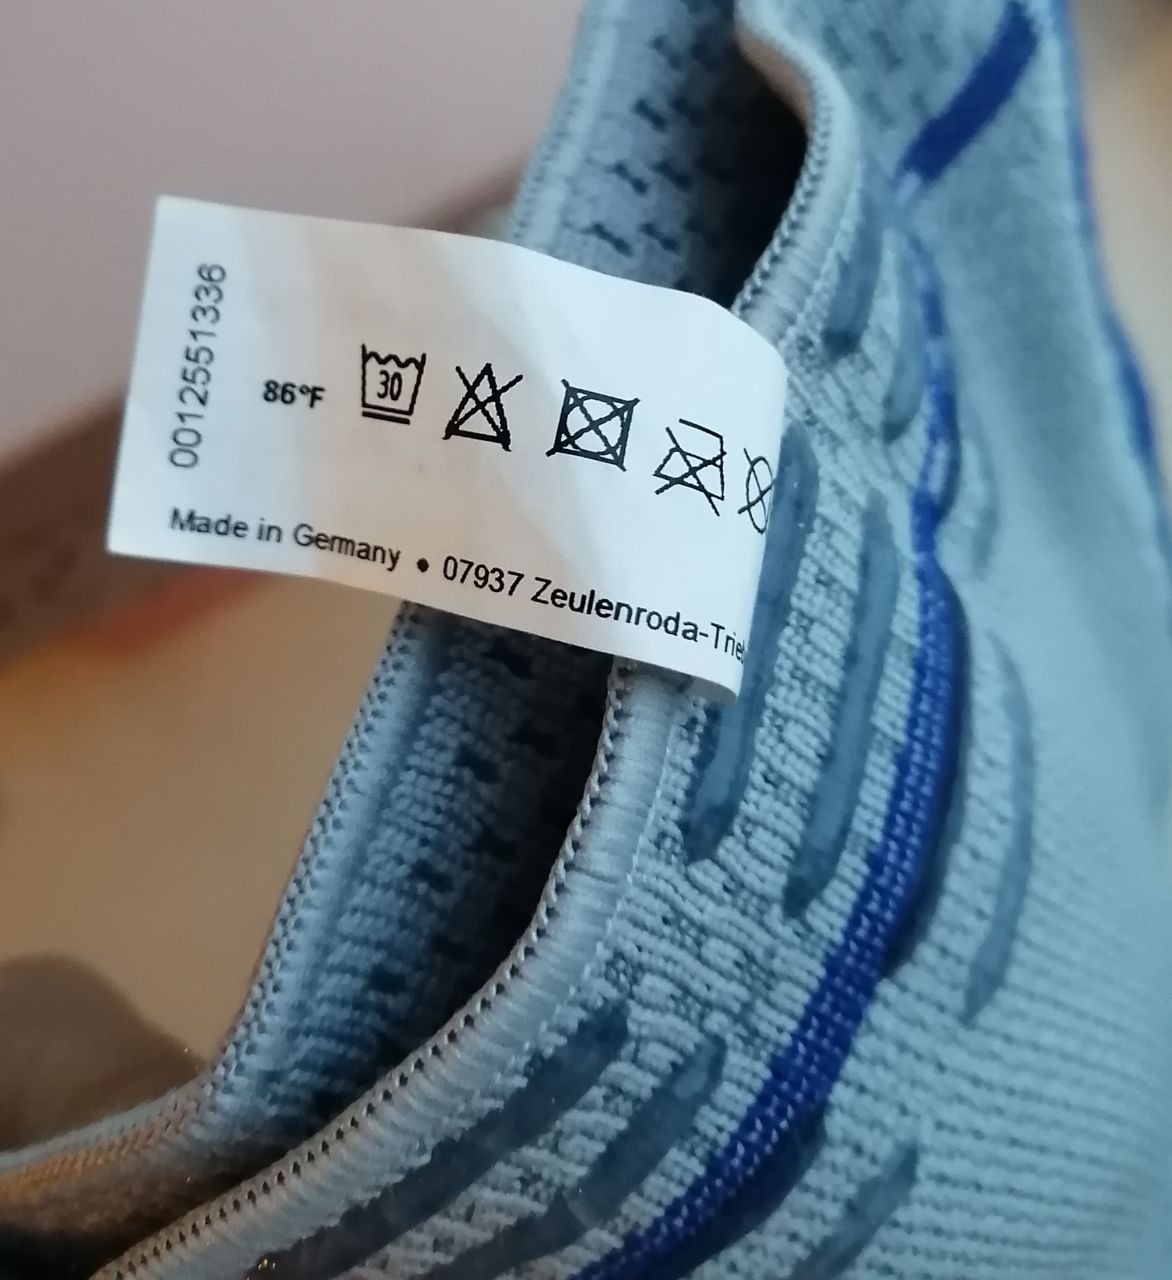 0012551336
86°F
30
Made in Germany • 07937 Zeulenroda-